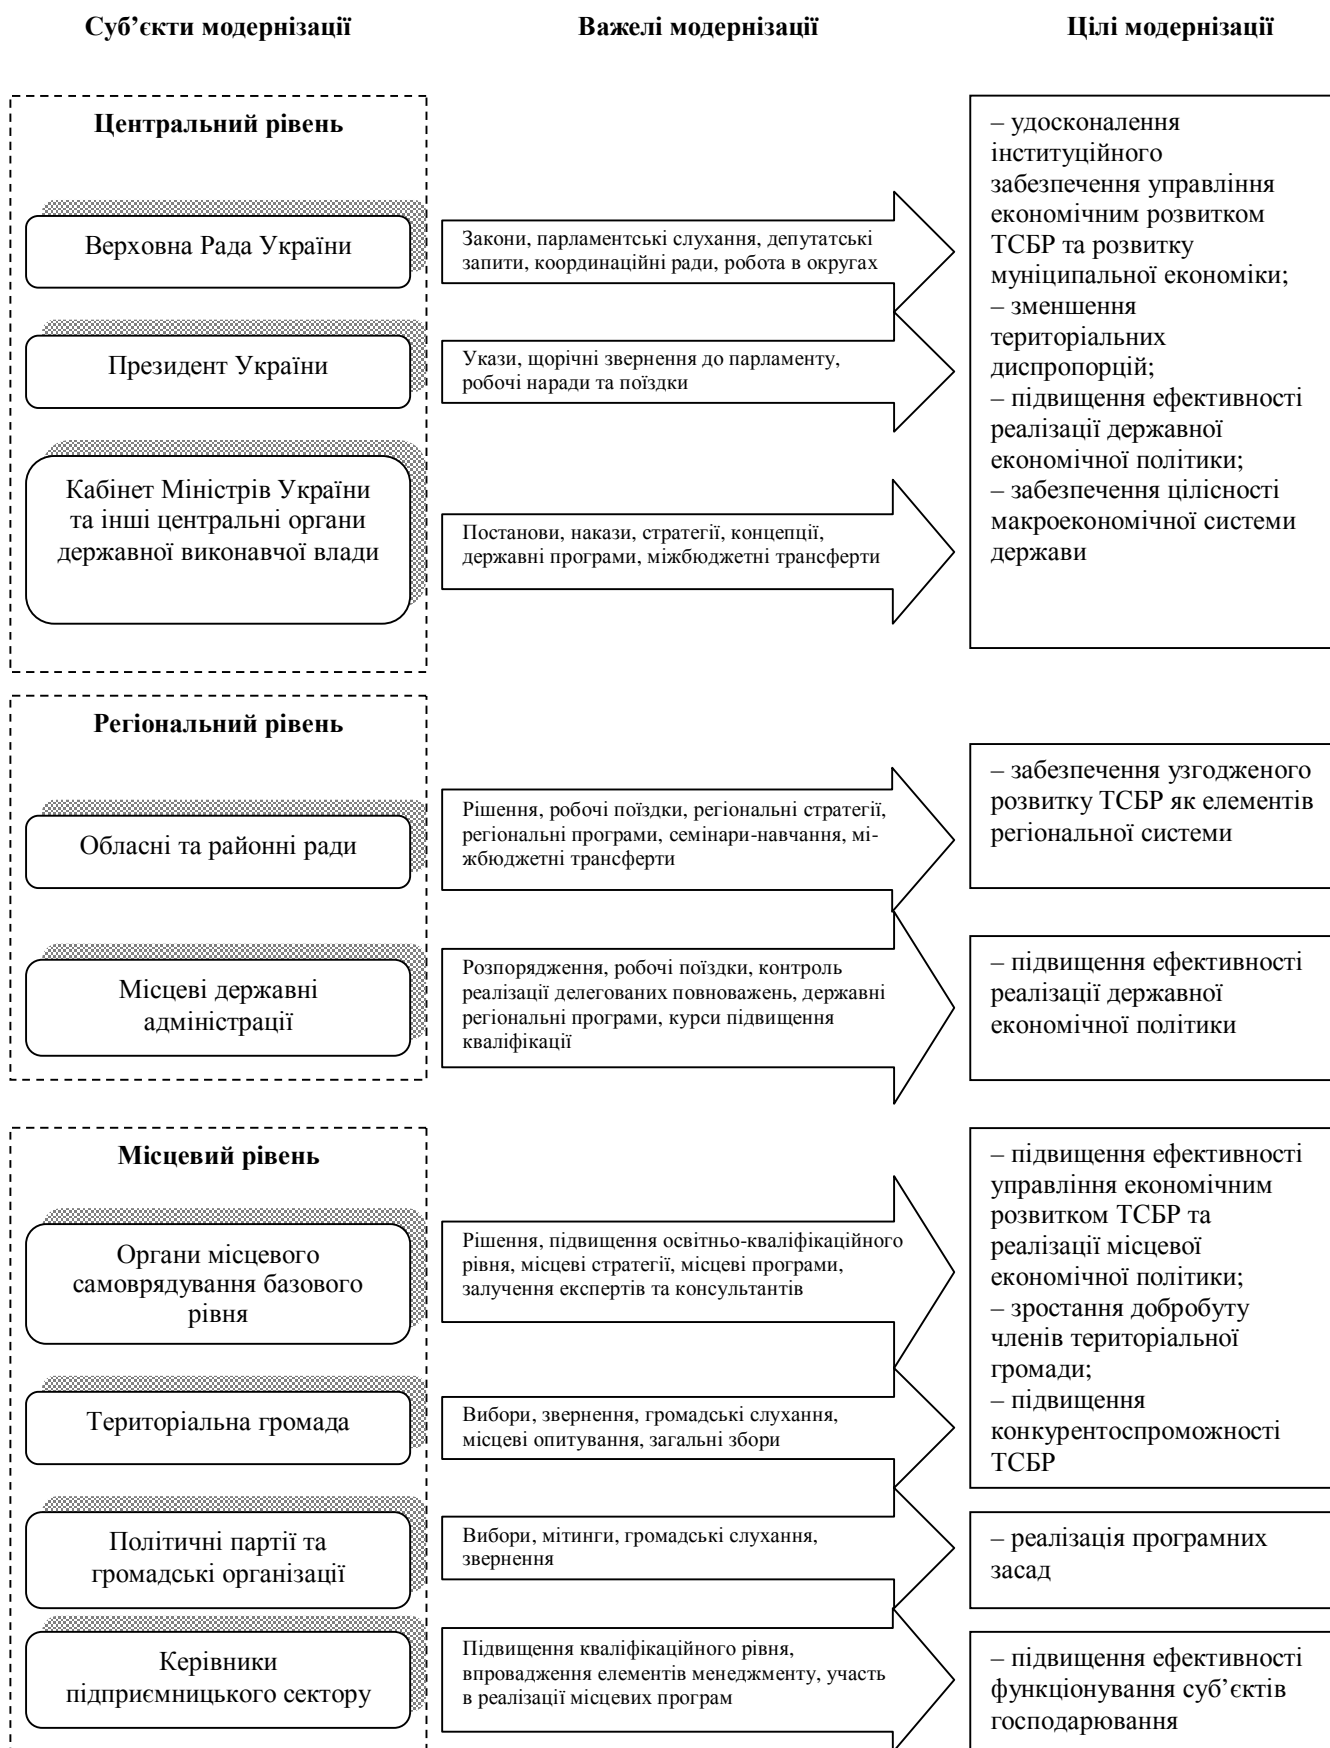 Суб’єкти модернізації
Важелі модернізації
Цілі модернізації
Центральний рівень
Верховна Рада України
Закони, парламентські слухання, депутатські
запити, координаційні ради, робота в округах
Президент України
Укази, щорічні звернення до парламенту,
робочі наради та поїздки
Кабінет Міністрів України
та інші центральні органи
державної виконавчої влади
Постанови, накази, стратегії, концепції,
державні програми, міжбюджетні трансферти
– удосконалення
інституційного
забезпечення управління
економічним розвитком
ТСБР та розвитку
муніципальної економіки;
– зменшення
територіальних
диспропорцій;
– підвищення ефективності
реалізації державної
економічної політики;
– забезпечення цілісності
макроекономічної системи
держави
Регіональний рівень
Обласні та районні ради
Рішення, робочі поїздки, регіональні стратегії,
регіональні програми, семінари-навчання, мі-
жбюджетні трансферти
– забезпечення узгодженого
розвитку ТСБР як елементів
регіональної системи
Місцеві державні
адміністрації
Розпорядження, робочі поїздки, контроль
реалізації делегованих повноважень, державні
регіональні програми, курси підвищення
кваліфікації
– підвищення ефективності
реалізації державної
економічної політики
Місцевий рівень
Органи місцевого
самоврядування базового
рівня
Рішення, підвищення освітньо-кваліфікаційного
рівня, місцеві стратегії, місцеві програми,
залучення експертів та консультантів
Територіальна громада
Вибори, звернення, громадські слухання,
місцеві опитування, загальні збори
– підвищення ефективності
управління економічним
розвитком ТСБР та
реалізації місцевої
економічної політики;
– зростання добробуту
членів територіальної
громади;
– підвищення
конкурентоспроможності
ТСБР
Політичні партії та
громадські організації
Вибори, мітинги, громадські слухання,
звернення
– реалізація програмних
засад
Керівники
підприємницького сектору
Підвищення кваліфікаційного рівня,
впровадження елементів менеджменту, участь
в реалізації місцевих програм
– підвищення ефективності
функціонування суб’єктів
господарювання